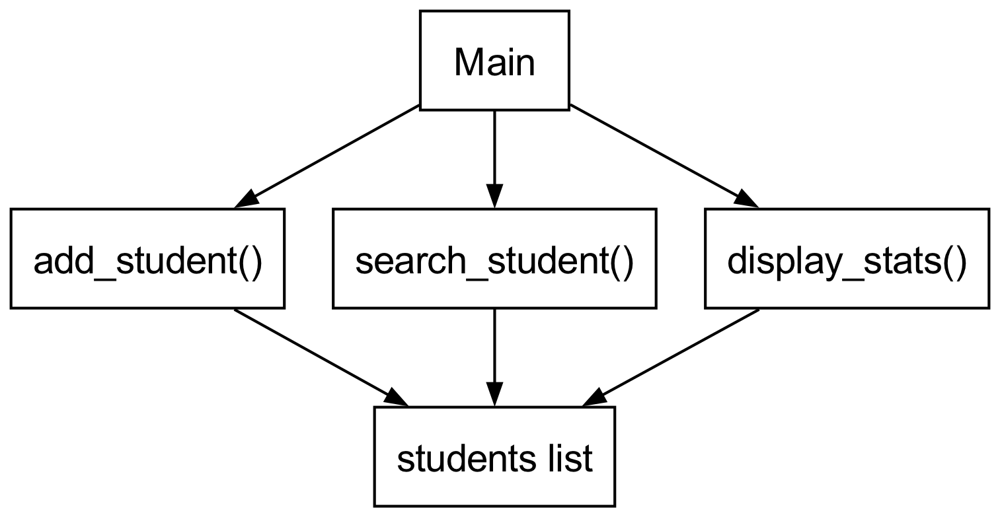 Main
add_student()
search_student()
display_stats()
students list